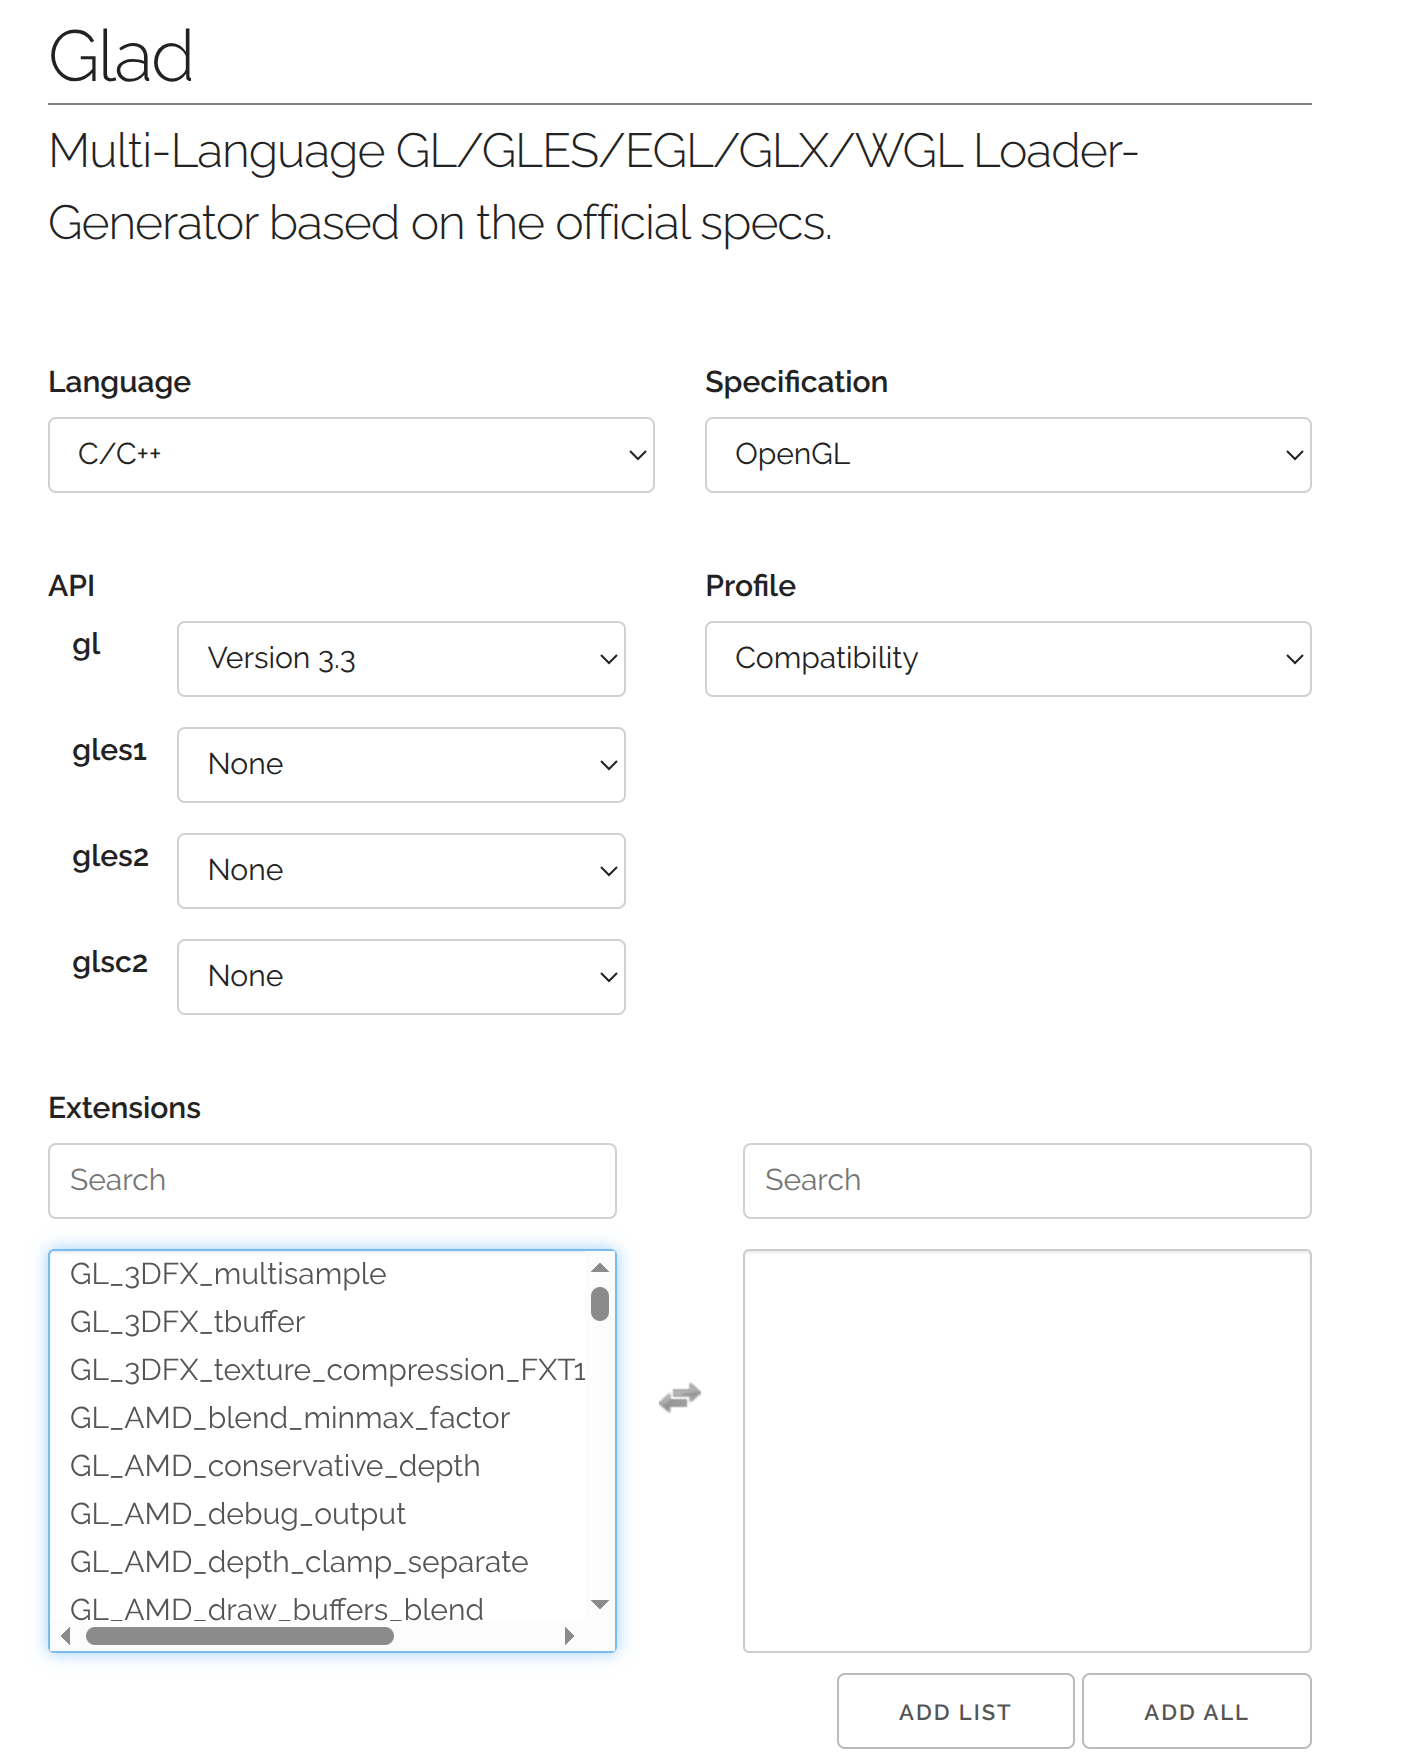 Glad
Multi-Language GL/GLES/EGL/GLX/WGL Loader-
Generator based on the official specs.
Language
C/C++
Specification
OpenGL
API
gl
Version 3.3
gles1
None
gles2
None
glsc2
None
Profile
Compatibility
Extensions
Search
GL_3DFX_multisample
GL_3DFX_tbuffer
GL_3DFX_texture_compression_FXT1
GL_AMD_blend_minmax_factor
GL_AMD_conservative_depth
GL_AMD_debug_output
GL_AMD_depth_clamp_separate
GL_AMD_draw_buffers_blend
Search
ADD LIST
ADD ALL